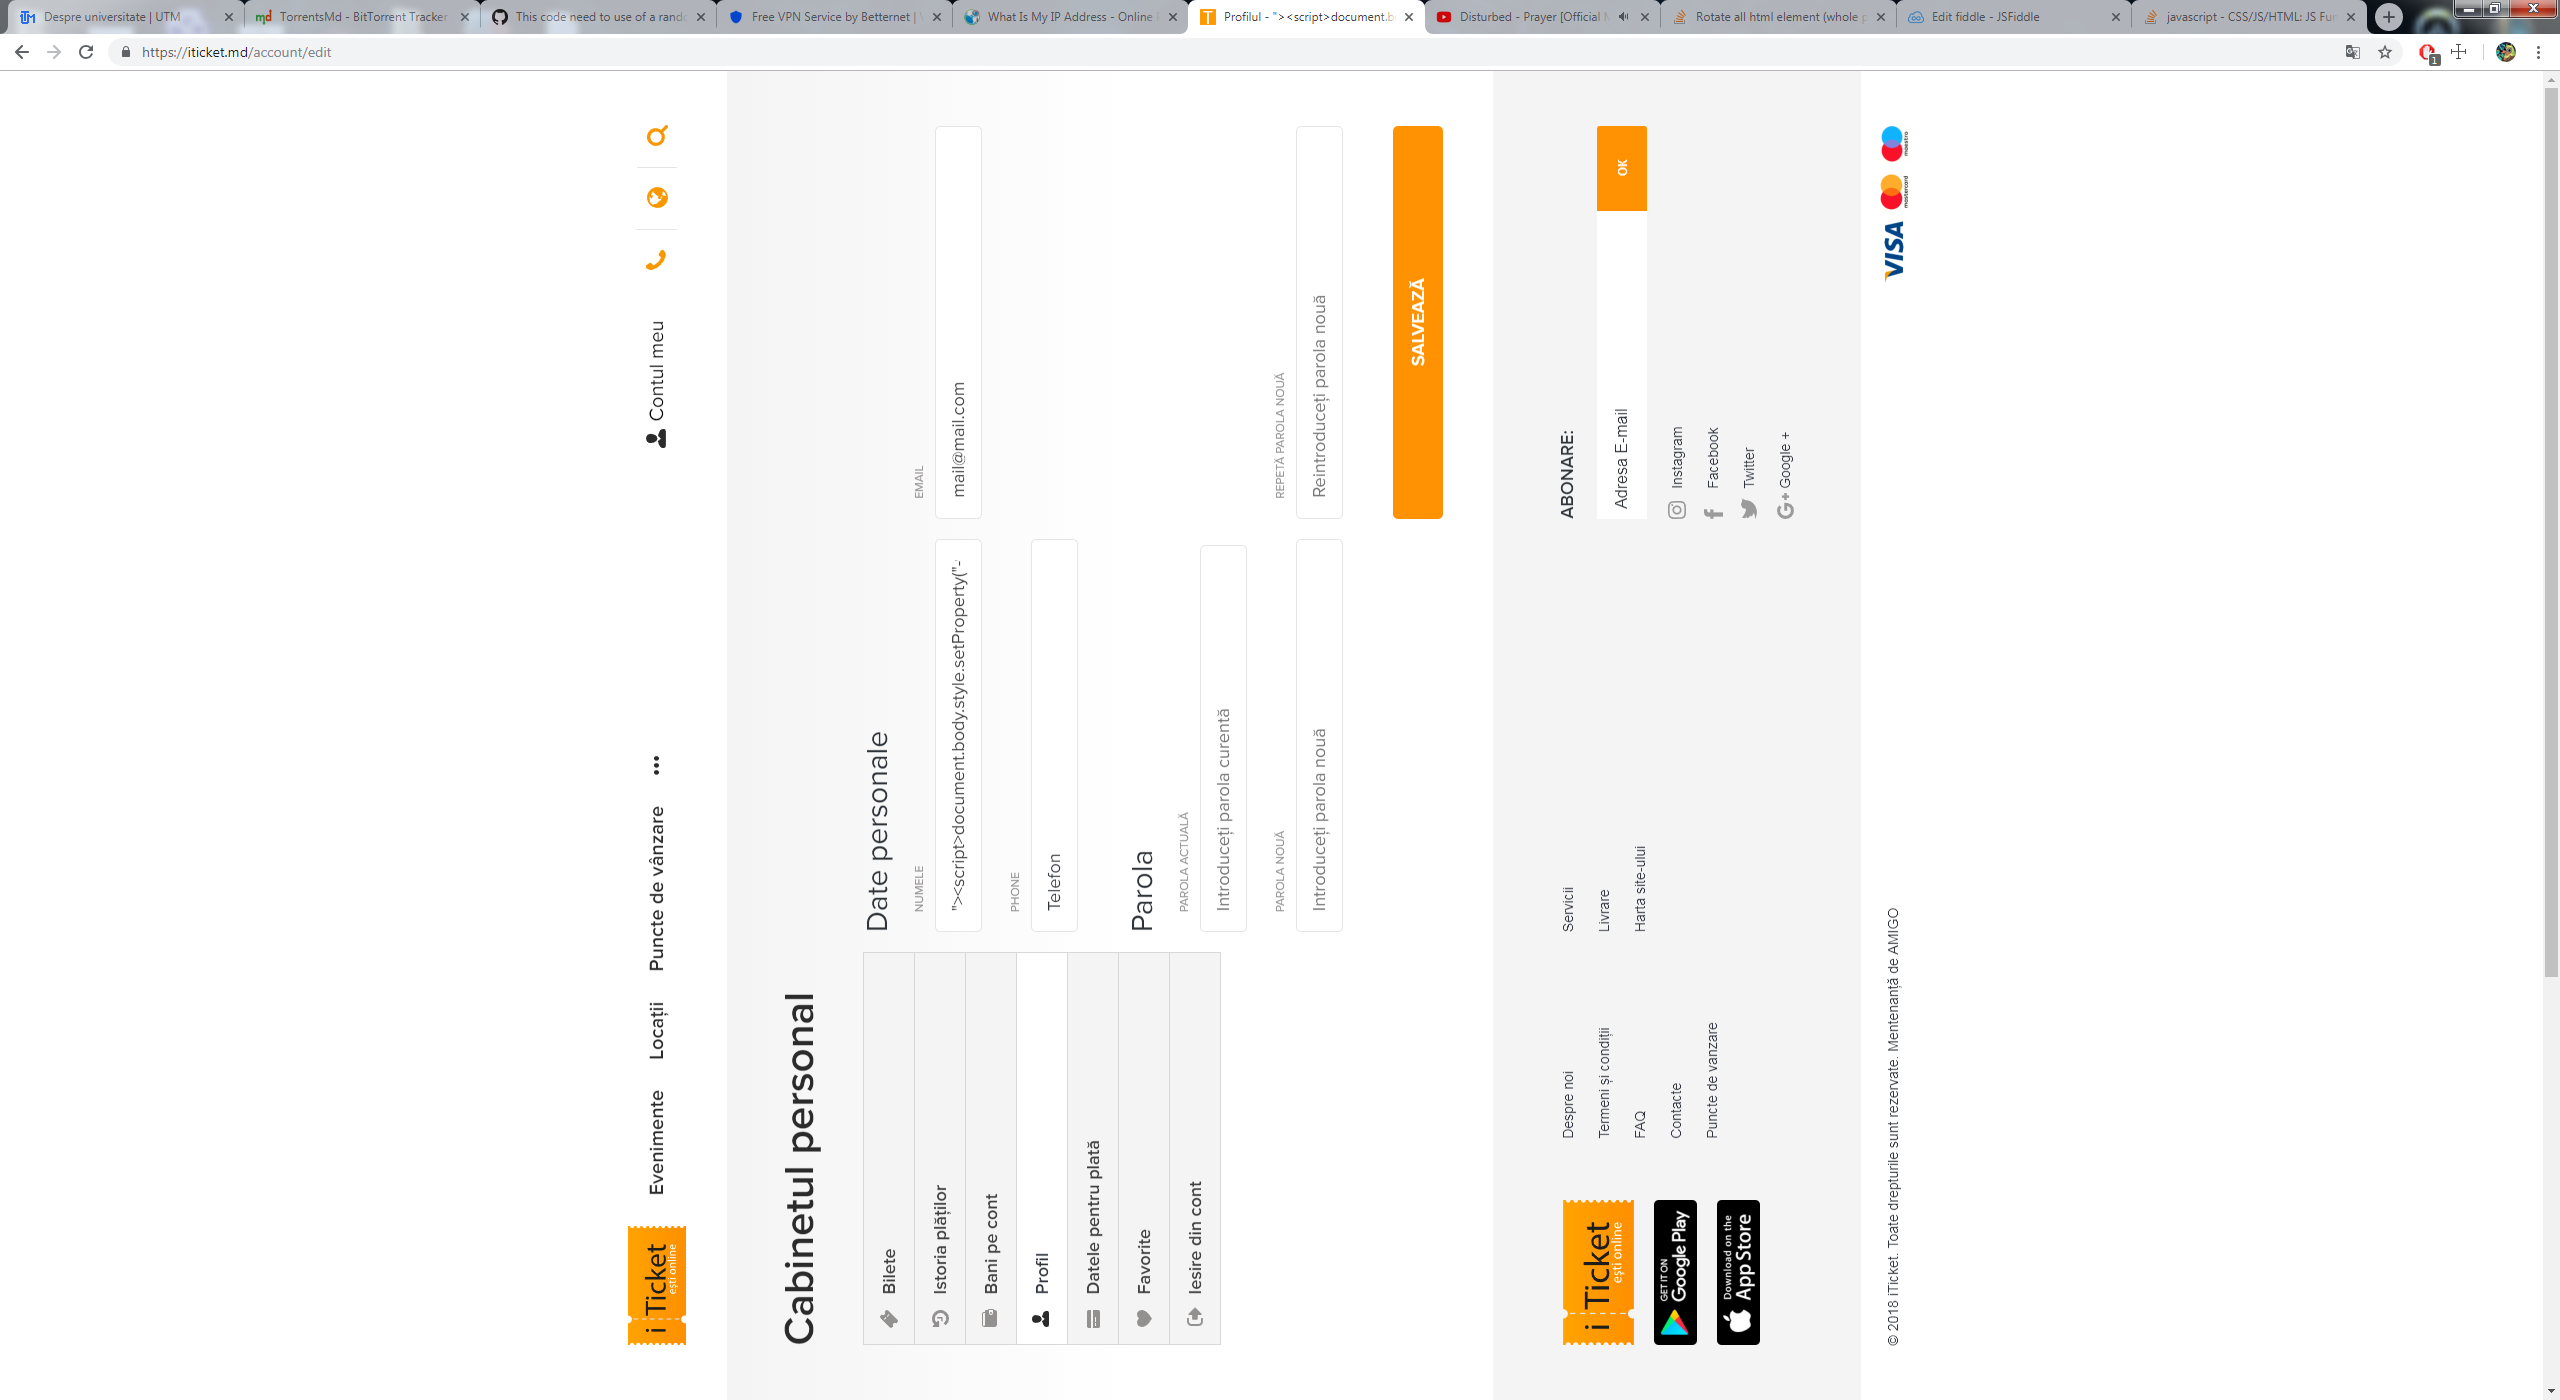 Despre universitate | UTM
TorrentsMd - BitTorrent Tracker
This code need to use of a rando
Free VPN Service by Betternet |
What Is My IP Address - Online
Profilul - "><script>document.b
Disturbed - Prayer [Official
Rotate all html element (whole p
Edit fiddle - JSFiddle
javascript - CSS/JS/HTML: JS Fu
https://iticket.md/account/edit
1
i Ticket
ești online
Evenimente
Locații
Puncte de vânzare
Contul meu
Cabinetul personal
Bilete
Istoria plăților
Bani pe cont
Profil
Datele pentru plată
Favorite
Iesire din cont
Date personale
NUMELE
"><script>document.body.style.setProperty("-
EMAIL
mail@mail.com
PHONE
Telefon
Parola
PAROLA ACTUALĂ
Introduceți parola curentă
PAROLA NOUĂ
Introduceți parola nouă
REPETĂ PAROLA NOUĂ
Reintroduceți parola nouă
SALVEAZĂ
i Ticket
ești online
GET IT ON
Google Play
Download on the
App Store
Despre noi
Termeni și condiții
FAQ
Contacte
Puncte de vanzare
Servicii
Livrare
Harta site-ului
ABONARE:
Adresa E-mail
OK
Instagram
Facebook
Twitter
Google +
© 2018 iTicket. Toate drepturile sunt rezervate. Mentenanță de AMIGO
VISA
mastercard
maestro